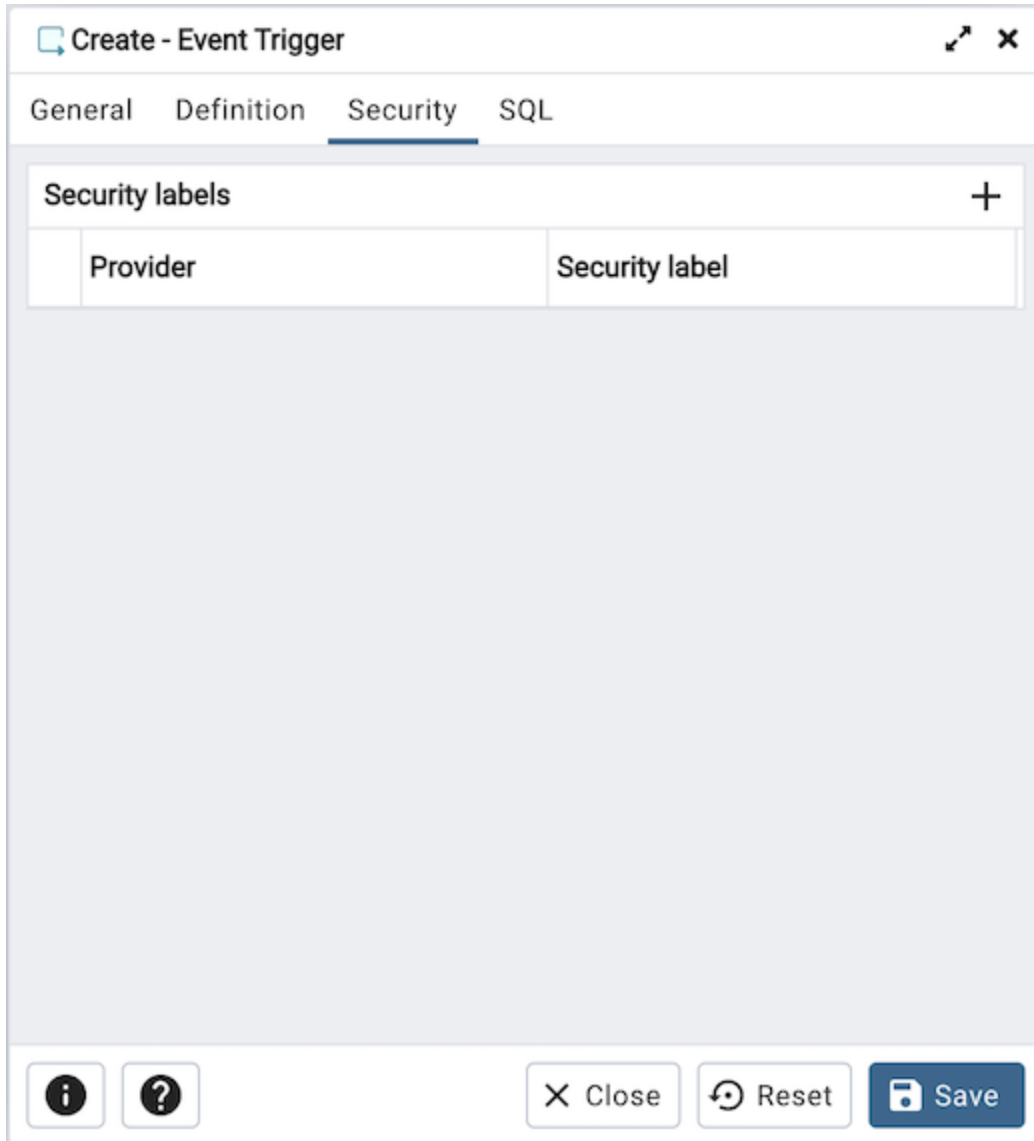 Create - Event Trigger
General Definition Security SQL
Security labels
Provider Security label
Close Reset Save